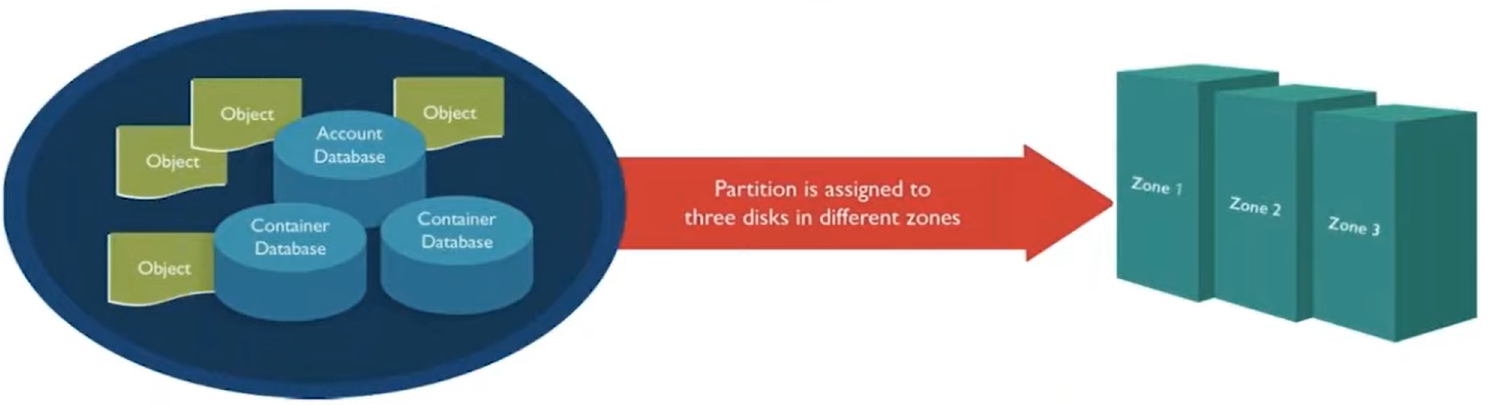 Object
Object
Object
Account
Database
Container
Database
Container
Database
Object
Partition is assigned to
three disks in different zones
Zone 1
Zone 2
Zone 3